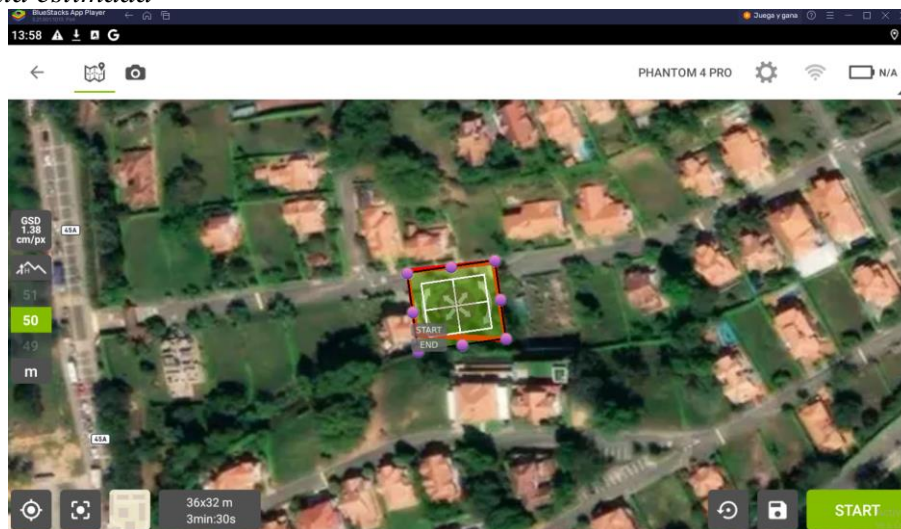 BlueStacks App Player
Juega y gana
13:58
PHANTOM 4 PRO
N/A
GSD
1.38
cm/px
45A
51
50
49
m
START
END
45A
36x32 m
3min:30s
START